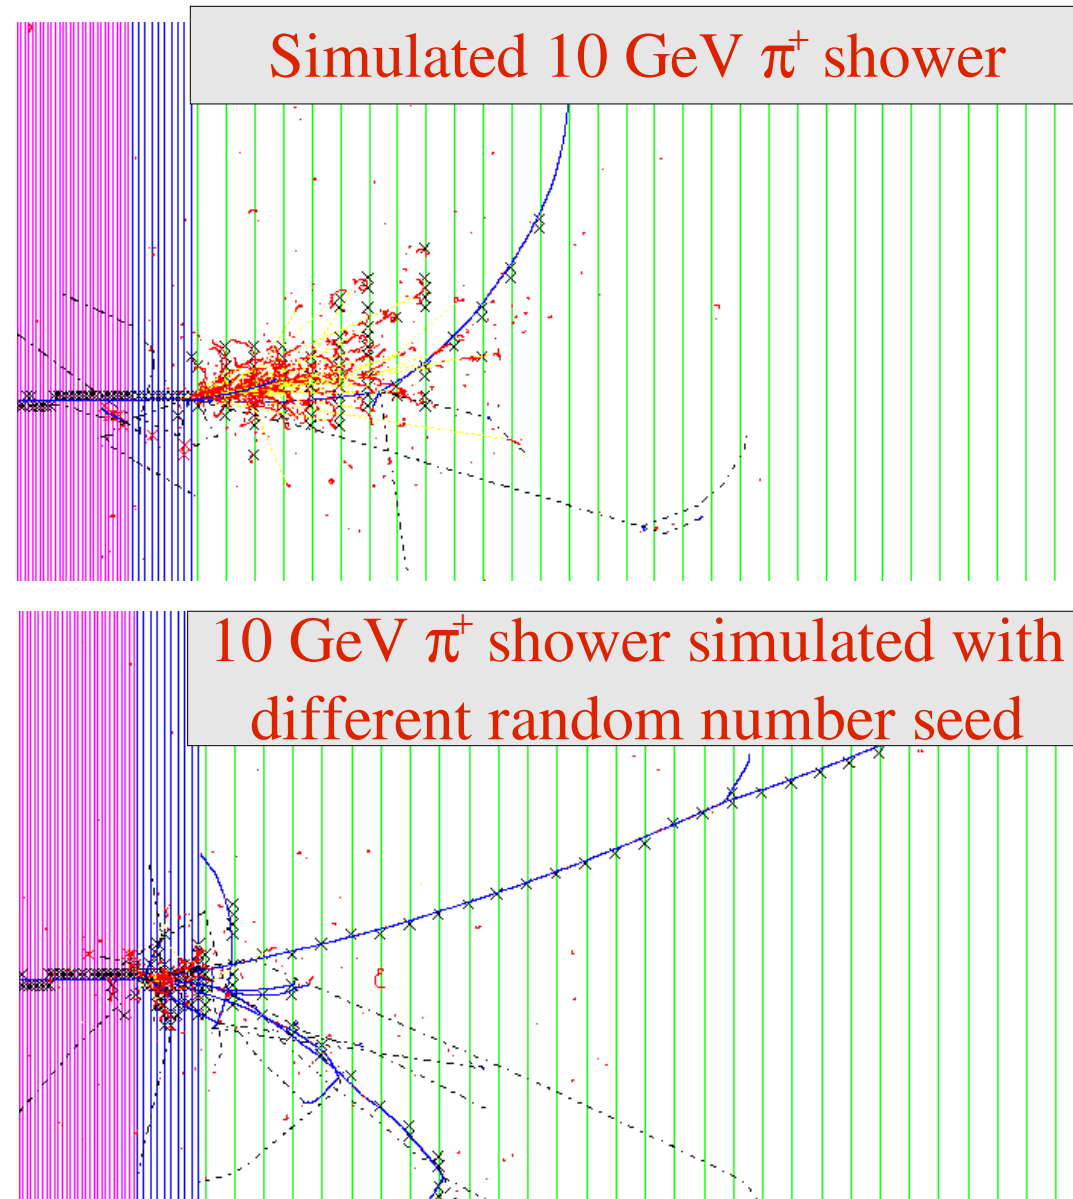 Simulated 10 GeV π⁺ shower
10 GeV π⁺ shower simulated with
different random number seed